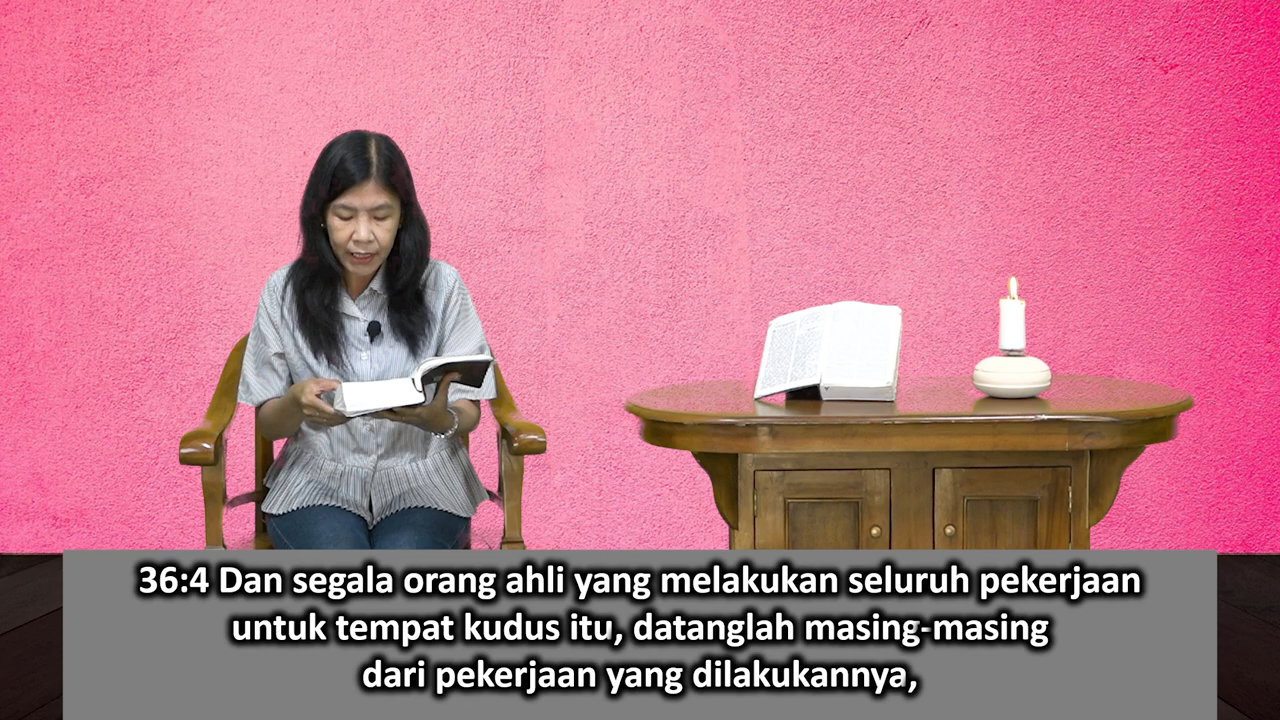 36:4 Dan segala orang ahli yang melakukan seluruh pekerjaan
untuk tempat kudus itu, datanglah masing-masing
dari pekerjaan yang dilakukannya,